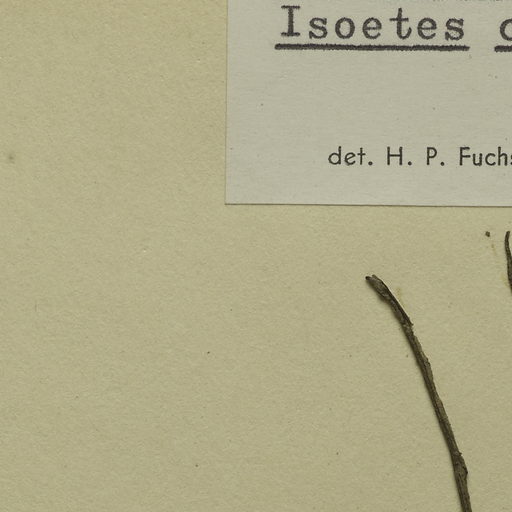 Isoetes
det. H. P. Fuchs